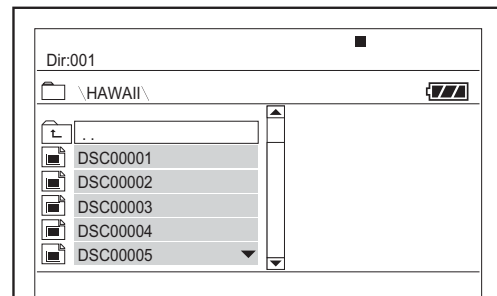 Dir:001
\HAWAII\
. .
DSC00001
DSC00002
DSC00003
DSC00004
DSC00005